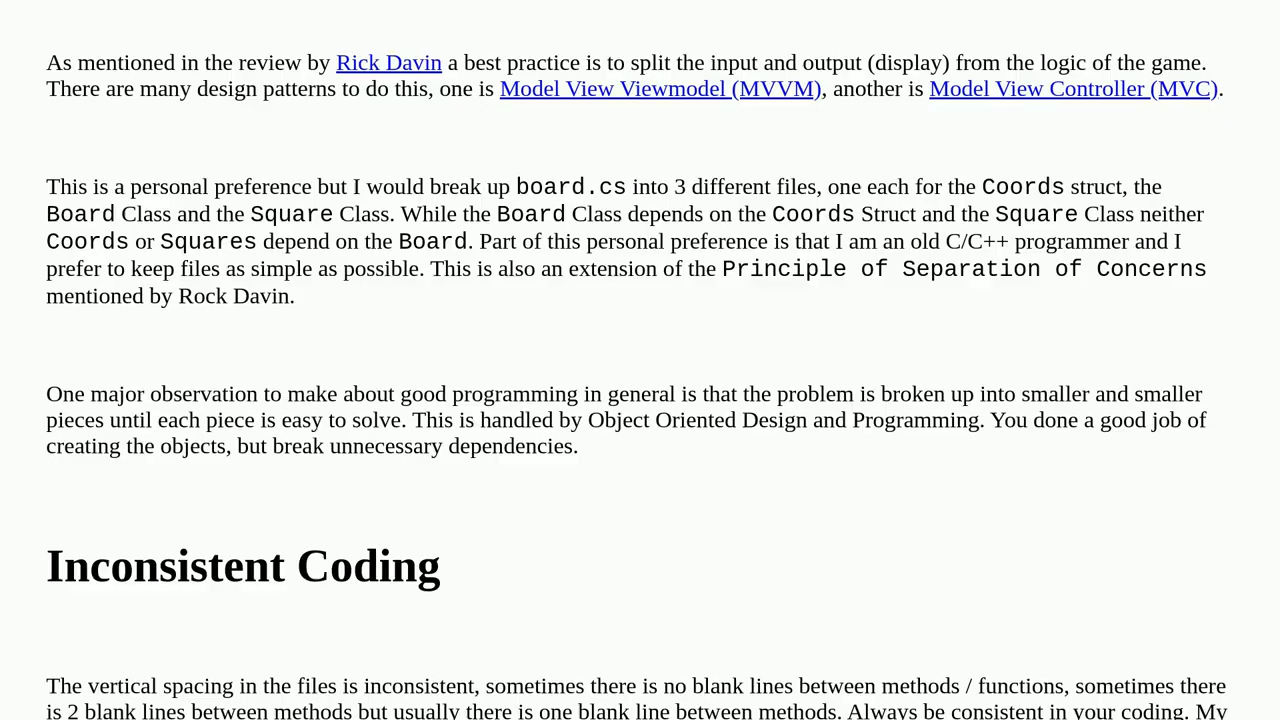 As mentioned in the review by Rick Davin a best practice is to split the input and output (display) from the logic of the game.
There are many design patterns to do this, one is Model View Viewmodel (MVVM), another is Model View Controller (MVC).
This is a personal preference but I would break up board.cs into 3 different files, one each for the Coords struct, the
Board Class and the Square Class. While the Board Class depends on the Coords Struct and the Square Class neither
Coords or Squares depend on the Board. Part of this personal preference is that I am an old C/C++ programmer and I
prefer to keep files as simple as possible. This is also an extension of the Principle of Separation of Concerns
mentioned by Rock Davin.
One major observation to make about good programming in general is that the problem is broken up into smaller and smaller
pieces until each piece is easy to solve. This is handled by Object Oriented Design and Programming. You done a good job of
creating the objects, but break unnecessary dependencies.
Inconsistent Coding
The vertical spacing in the files is inconsistent, sometimes there is no blank lines between methods / functions, sometimes there
is 2 blank lines between methods but usually there is one blank line between methods. Always be consistent in your coding. My